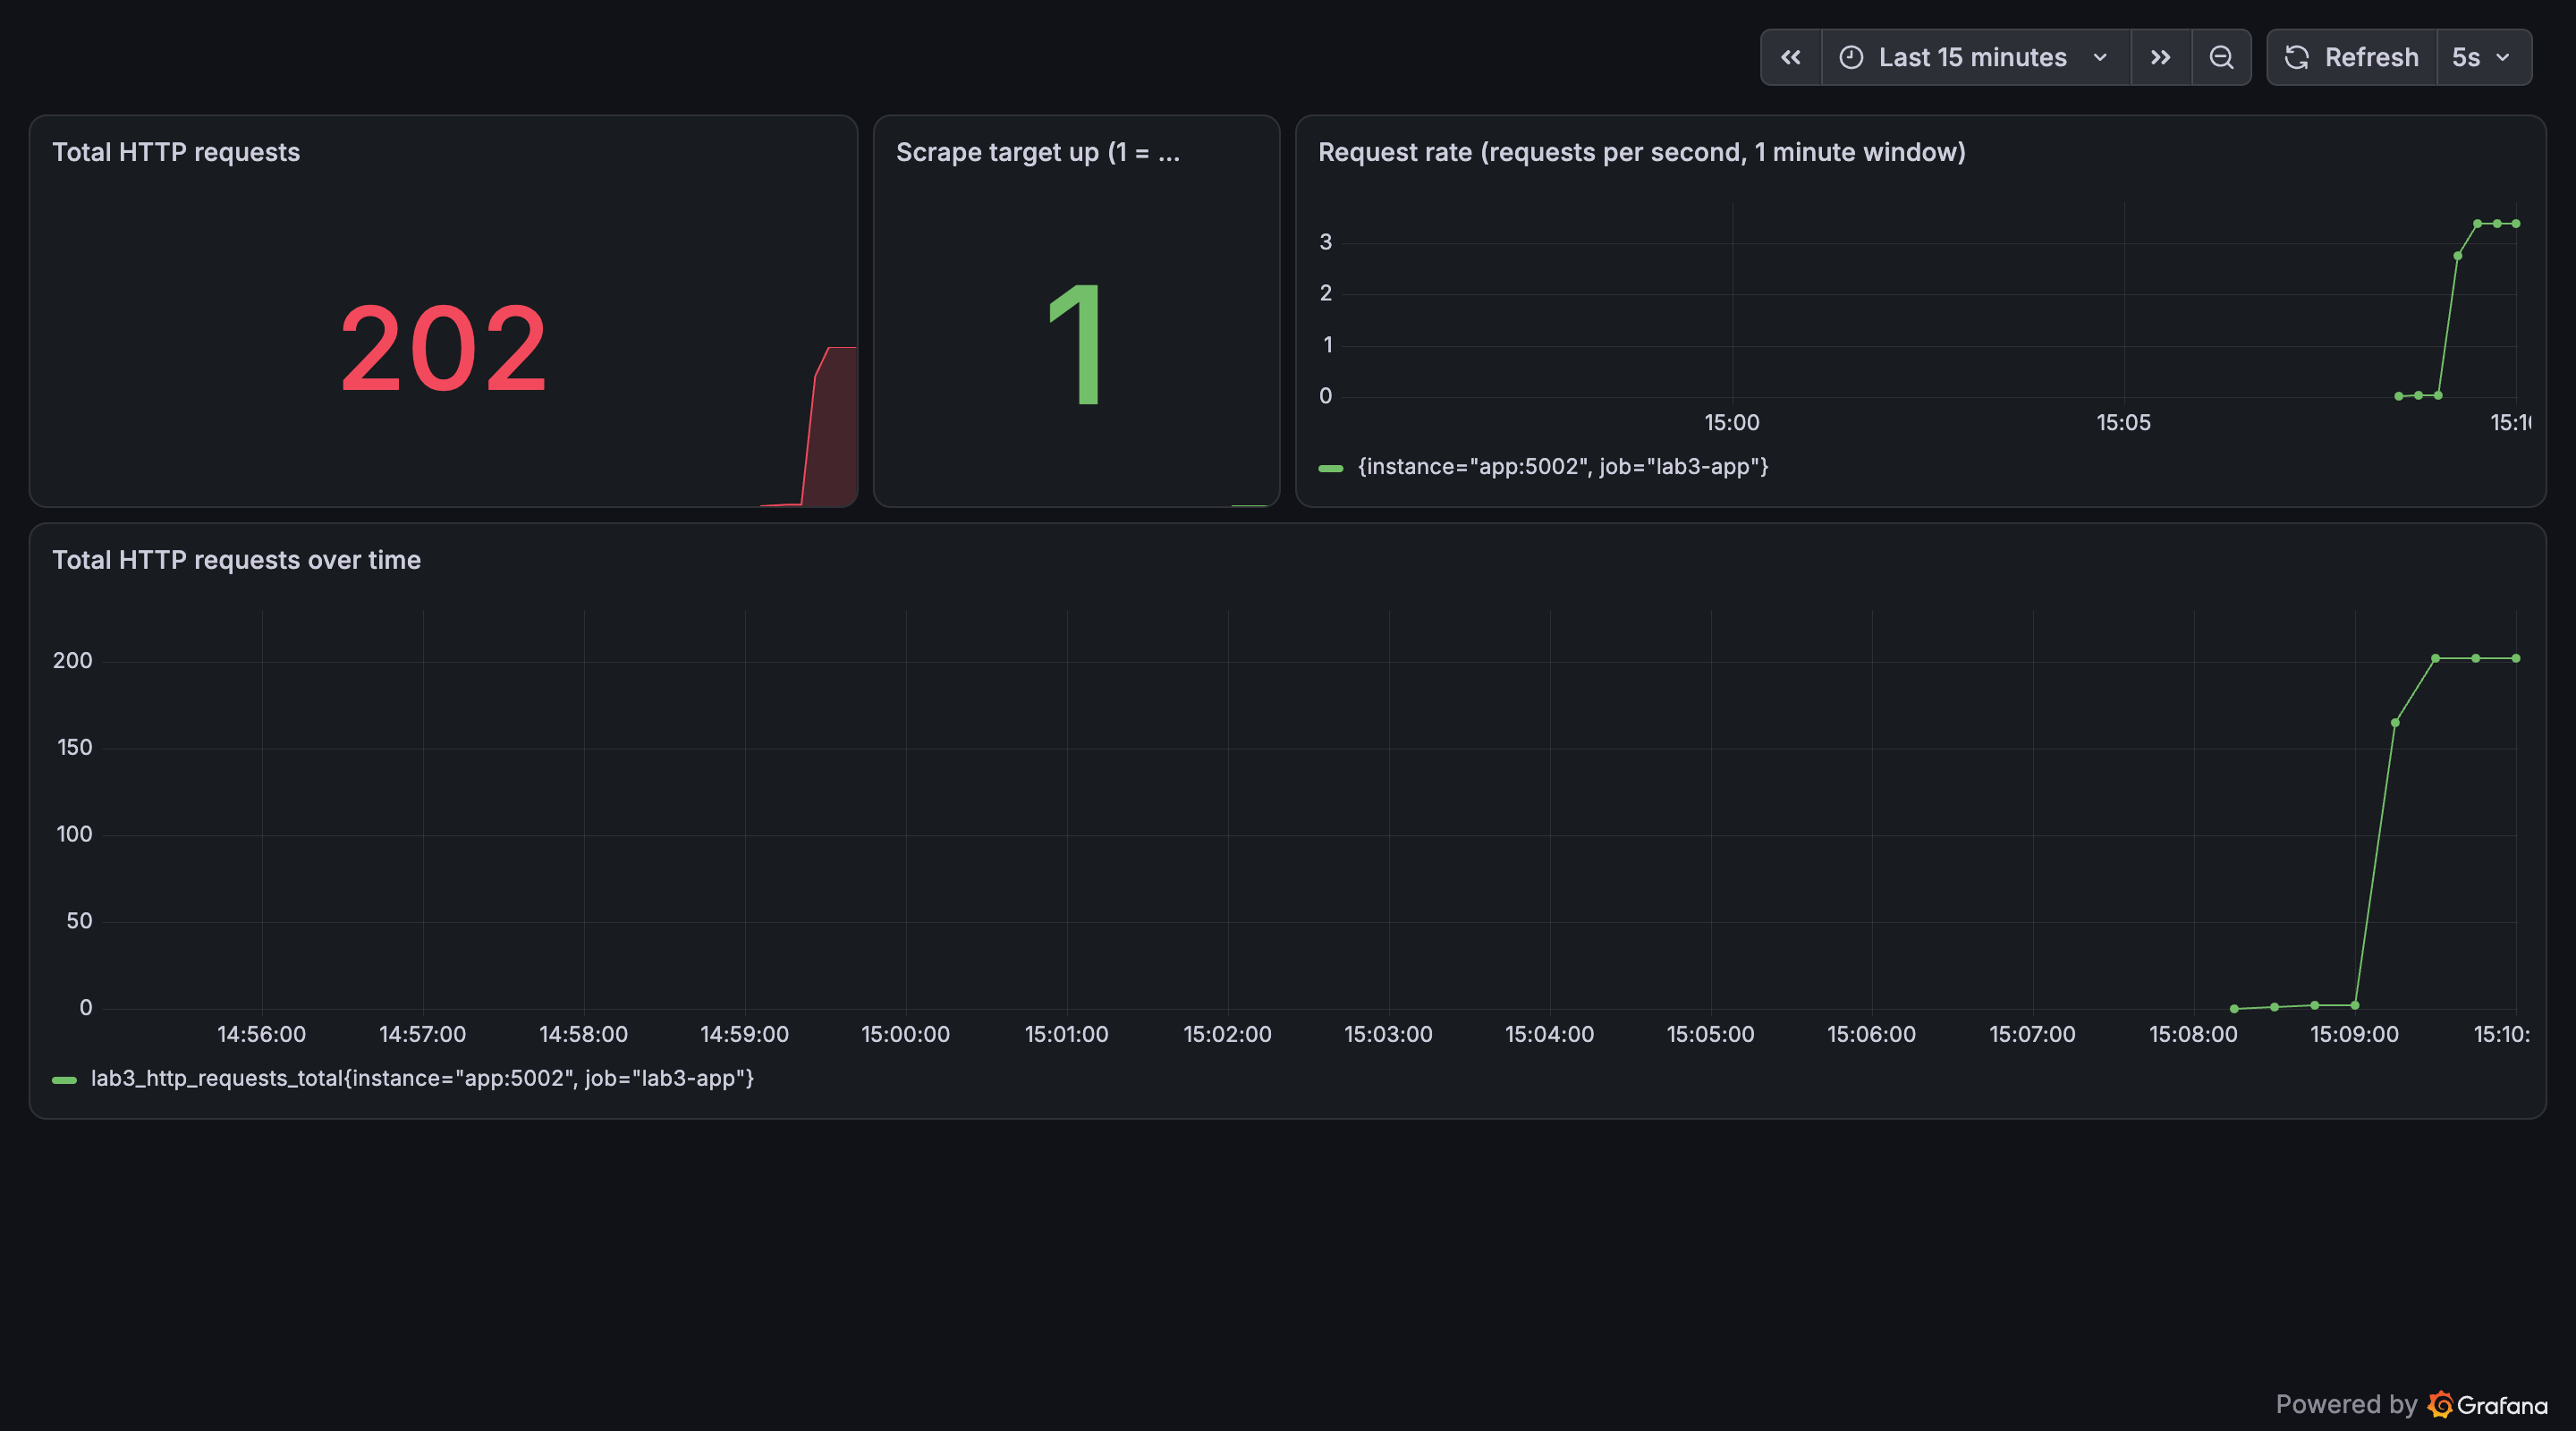 Last 15 minutes
Refresh
5s
Total HTTP requests
202
Scrape target up (1 = ...
1
Request rate (requests per second, 1 minute window)
3
2
1
0
15:00 15:05 15:1
{instance="app:5002", job="lab3-app"}
Total HTTP requests over time
200
150
100
50
0
14:56:00 14:57:00 14:58:00 14:59:00 15:00:00 15:01:00 15:02:00 15:03:00 15:04:00 15:05:00 15:06:00 15:07:00 15:08:00 15:09:00 15:10:
lab3_http_requests_total{instance="app:5002", job="lab3-app"}
Powered by Grafana